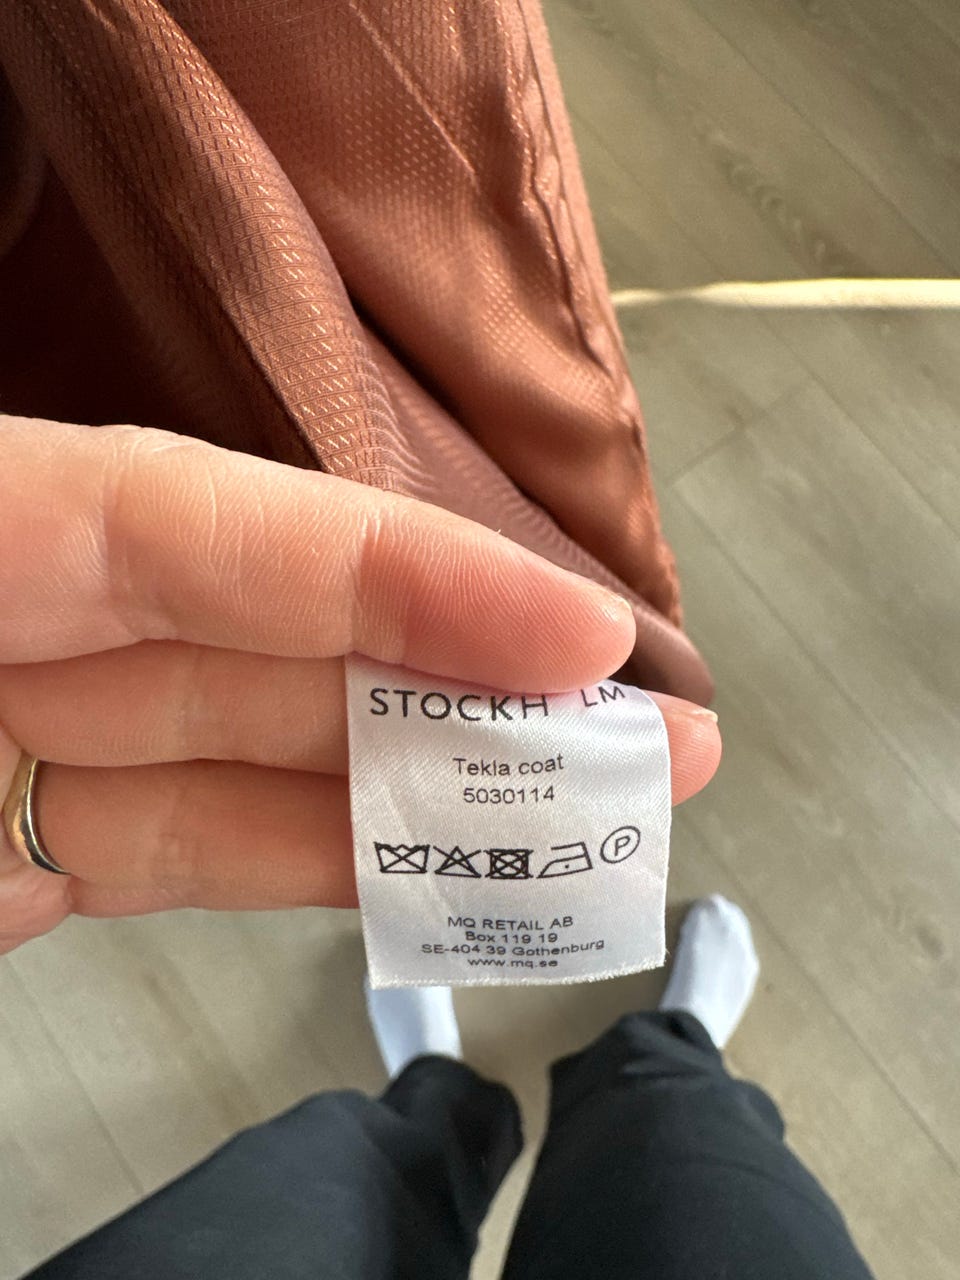 STOCKH LM
Tekla coat
5030114
P
MQ RETAIL AB
Box 119 19
SE-404 39 Gothenburg
www.mq.se